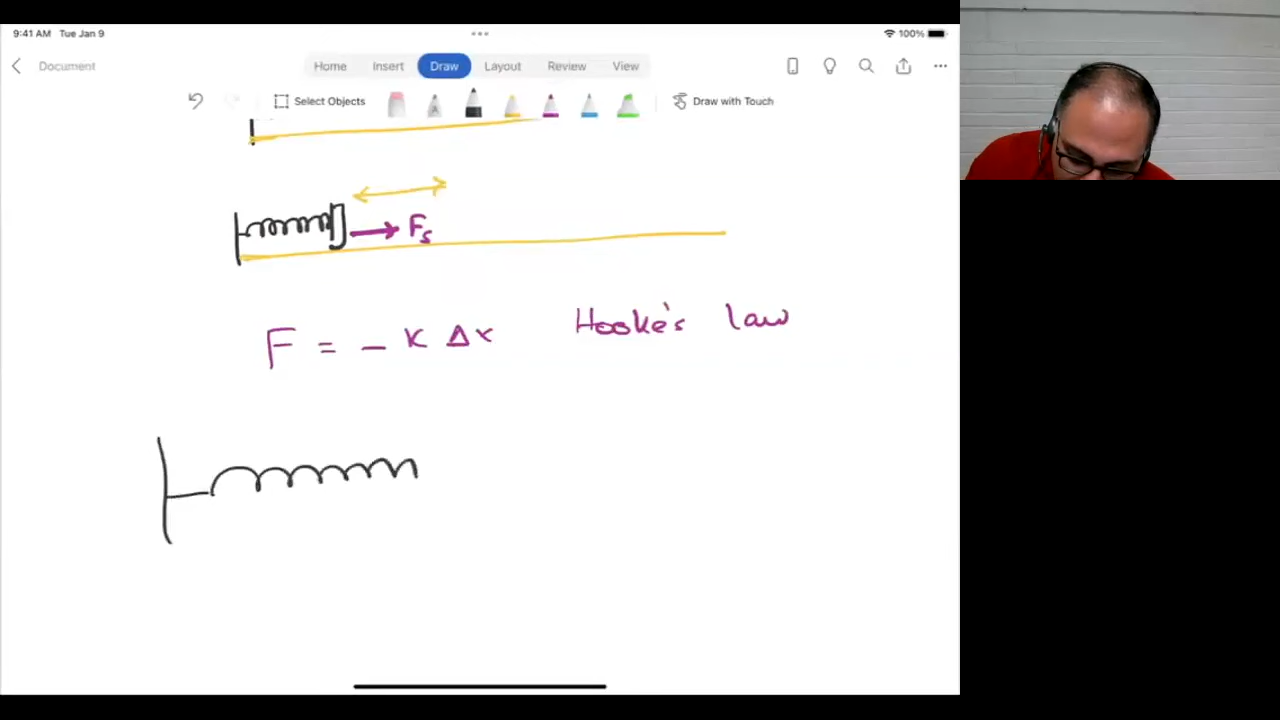 9:41 AM Tue Jan 9
100%
Document
Home Insert Draw Layout Review View
Select Objects
Draw with Touch
Fs
F = - K Δx Hooke's law